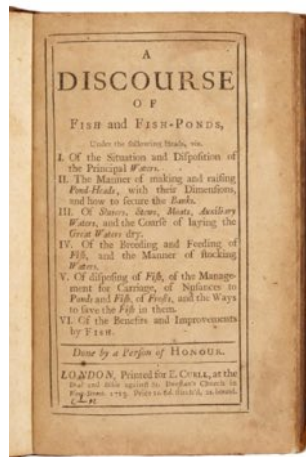 A
DISCOURSE
OF
FISH and FISH-PONDS,
Under the following Heads, viz.
I. Of the Situation and Disposition of
the Principal Waters.
II. The Manner of making and raising
Pond-Heads, with their Dimensions,
and how to secure the Banks.
III. Of Sluices, Stews, Moats, Auxiliary
Waters, and the Course of laying the
Great Waters dry.
IV. Of the Breeding and Feeding of
Fish, and the Manner of stocking
Waters.
V. Of disposing of Fish, of the Manage-
ment for Carriage, of Nusances to
Ponds and Fish, of Frosts, and the Ways
to save the Fish in them.
VI. Of the Benefits and Improvements
by FISH.
Done by a Person of HONOUR.
LONDON, Printed for E. CURLL, at the
Dial and Bible against St. Dunstan's Church in
Fleet-street. Price